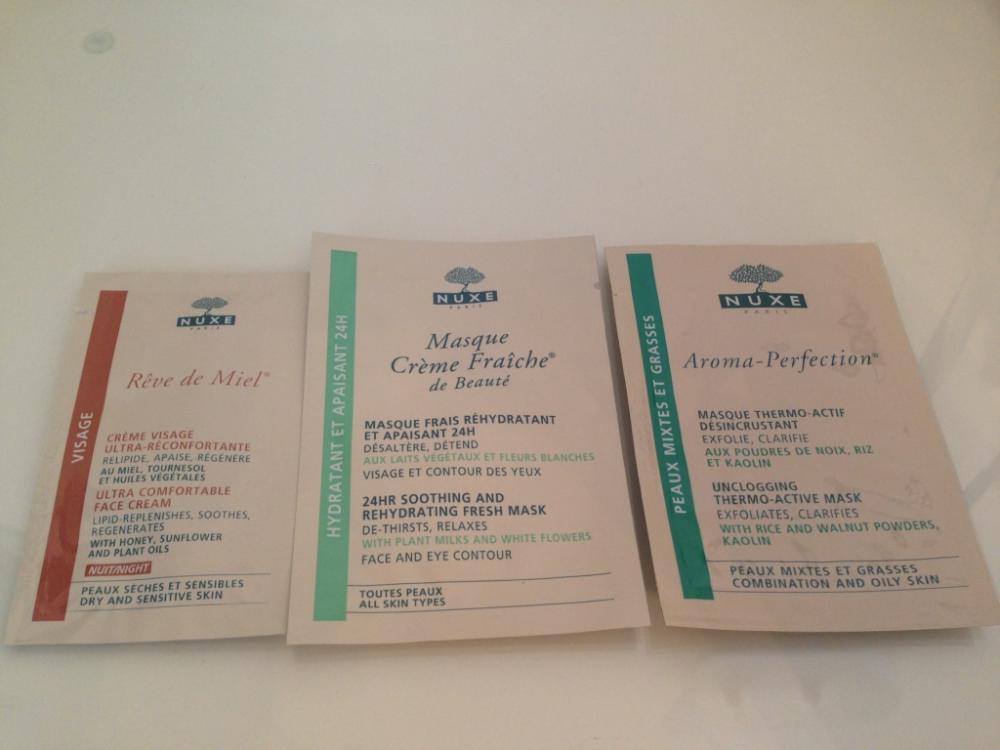 NUXE
PARIS
Rêve de Miel®
VISAGE
CRÈME VISAGE
ULTRA-RÉCONFORTANTE
RELIPIDE, APAISE, RÉGÉNÈRE
AU MIEL, TOURNESOL
ET HUILES VÉGÉTALES
ULTRA COMFORTABLE
FACE CREAM
LIPID-REPLENISHES, SOOTHES,
REGENERATES
WITH HONEY, SUNFLOWER
AND PLANT OILS
NUIT/NIGHT
PEAUX SÈCHES ET SENSIBLES
DRY AND SENSITIVE SKIN
NUXE
PARIS
Masque
Crème Fraîche®
de Beauté
HYDRATANT ET APAISANT 24H
MASQUE FRAIS RÉHYDRATANT
ET APAISANT 24H
DÉSALTÈRE, DÉTEND
AUX LAITS VÉGÉTAUX ET FLEURS BLANCHES
VISAGE ET CONTOUR DES YEUX
24HR SOOTHING AND
REHYDRATING FRESH MASK
DE-THIRSTS, RELAXES
WITH PLANT MILKS AND WHITE FLOWERS
FACE AND EYE CONTOUR
TOUTES PEAUX
ALL SKIN TYPES
NUXE
PARIS
Aroma-Perfection®
PEAUX MIXTES ET GRASSES
MASQUE THERMO-ACTIF
DÉSINCRUSTANT
EXFOLIE, CLARIFIE
AUX POUDRES DE NOIX, RIZ
ET KAOLIN
UNCLOGGING
THERMO-ACTIVE MASK
EXFOLIATES, CLARIFIES
WITH RICE AND WALNUT POWDERS,
KAOLIN
PEAUX MIXTES ET GRASSES
COMBINATION AND OILY SKIN